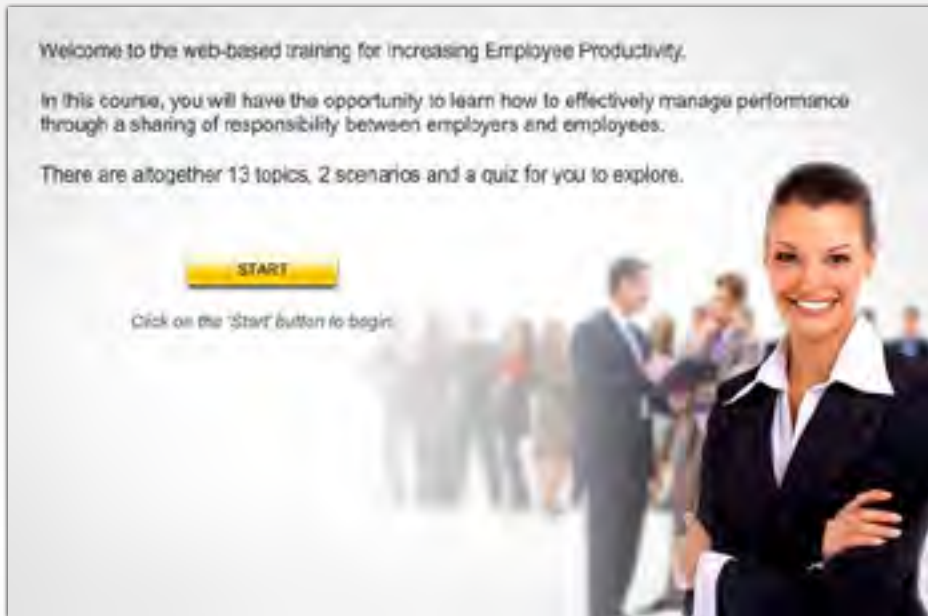 Welcome to the web-based training for Increasing Employee Productivity.
In this course, you will have the opportunity to learn how to effectively manage performance
through a sharing of responsibility between employers and employees.
There are altogether 13 topics, 2 scenarios and a quiz for you to explore.
START
Click on the 'Start' button to begin.